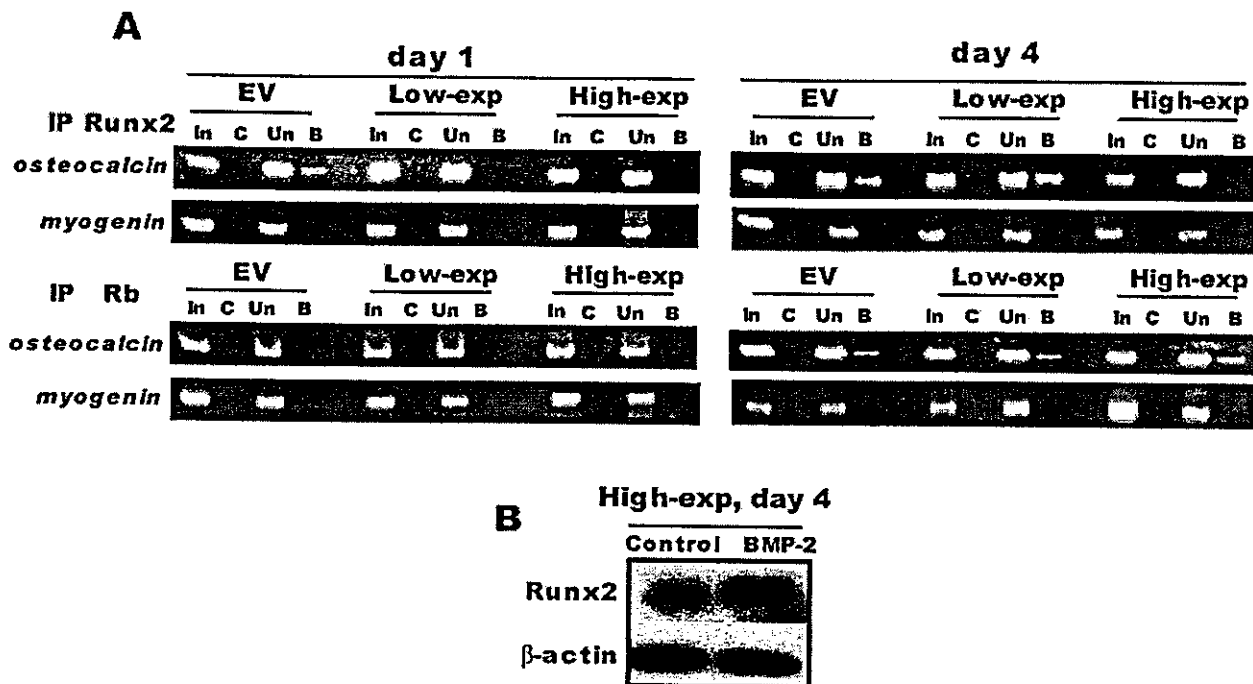 A
day 1 day 4
EV Low-exp High-exp EV Low-exp High-exp
IP Runx2 In C Un B In C Un B In C Un B In C Un B In C Un B In C Un B
osteocalcin
myogenin
EV Low-exp High-exp EV Low-exp High-exp
IP Rb In C Un B In C Un B In C Un B In C Un B In C Un B In C Un B
osteocalcin
myogenin
High-exp, day 4
B
Control BMP-2
Runx2
β-actin